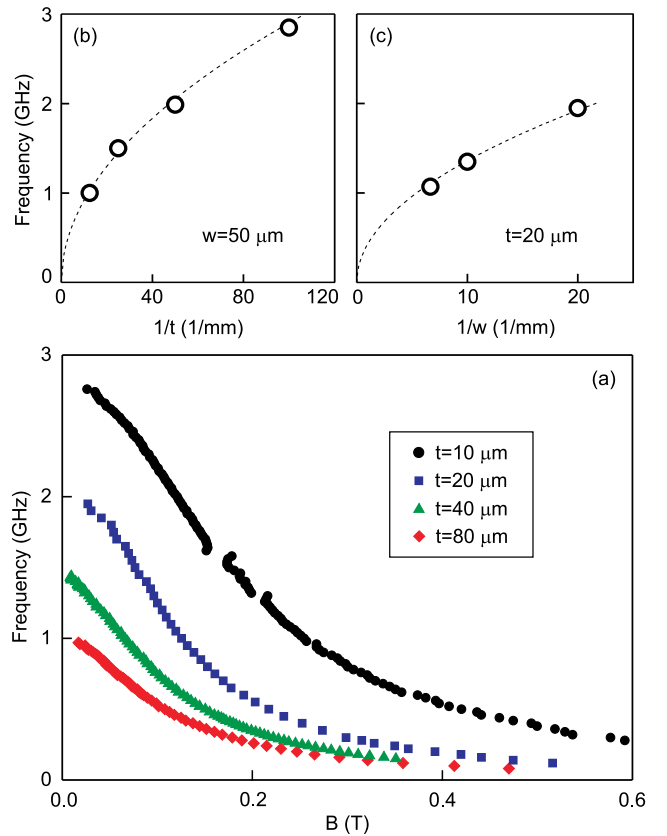 (b)
(c)
Frequency (GHz)
3
2
1
0
w=50 μm
t=20 μm
0 40 80 120
0 10 20
1/t (1/mm)
1/w (1/mm)
(a)
Frequency (GHz)
3
2
1
0
t=10 μm
t=20 μm
t=40 μm
t=80 μm
0.0 0.2 0.4 0.6
B (T)